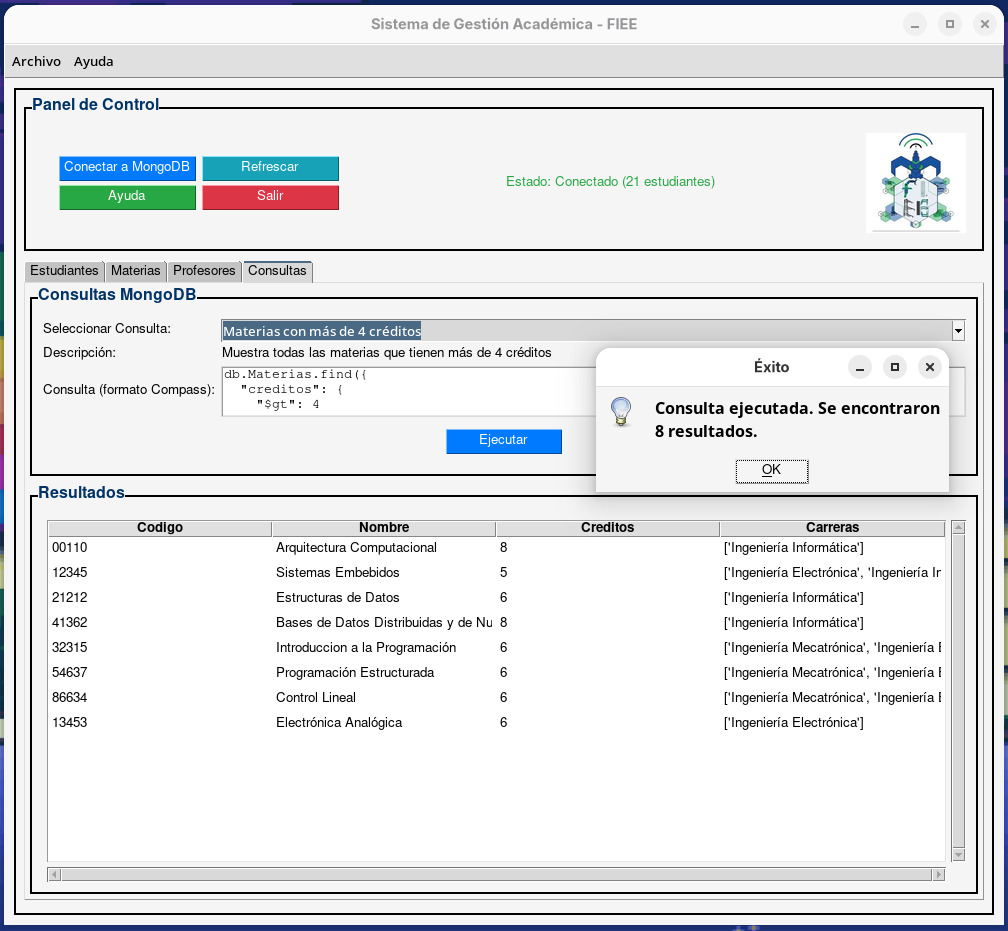 Sistema de Gestión Académica - FIEE
Archivo Ayuda
Panel de Control
Conectar a MongoDB Refrescar
Ayuda Salir
Estado: Conectado (21 estudiantes)
Estudiantes Materias Profesores Consultas
Consultas MongoDB
Seleccionar Consulta: Materias con más de 4 créditos
Descripción: Muestra todas las materias que tienen más de 4 créditos
Consulta (formato Compass):
db.Materias.find({
"creditos": {
"$gt": 4
Ejecutar
Éxito
Consulta ejecutada. Se encontraron
8 resultados.
OK
Resultados
Codigo Nombre Creditos Carreras
00110 Arquitectura Computacional 8 ['Ingeniería Informática']
12345 Sistemas Embebidos 5 ['Ingeniería Electrónica', 'Ingeniería
21212 Estructuras de Datos 6 ['Ingeniería Informática']
41362 Bases de Datos Distribuidas y de Nu 8 ['Ingeniería Informática']
32315 Introduccion a la Programación 6 ['Ingeniería Mecatrónica', 'Ingeniería
54637 Programación Estructurada 6 ['Ingeniería Mecatrónica', 'Ingeniería
86634 Control Lineal 6 ['Ingeniería Mecatrónica', 'Ingeniería
13453 Electrónica Analógica 6 ['Ingeniería Electrónica']